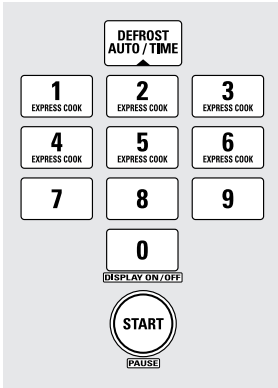 DEFROST
AUTO / TIME
1 2 3
EXPRESS COOK EXPRESS COOK EXPRESS COOK
4 5 6
EXPRESS COOK EXPRESS COOK EXPRESS COOK
7 8 9
0
DISPLAY ON / OFF
START
PAUSE